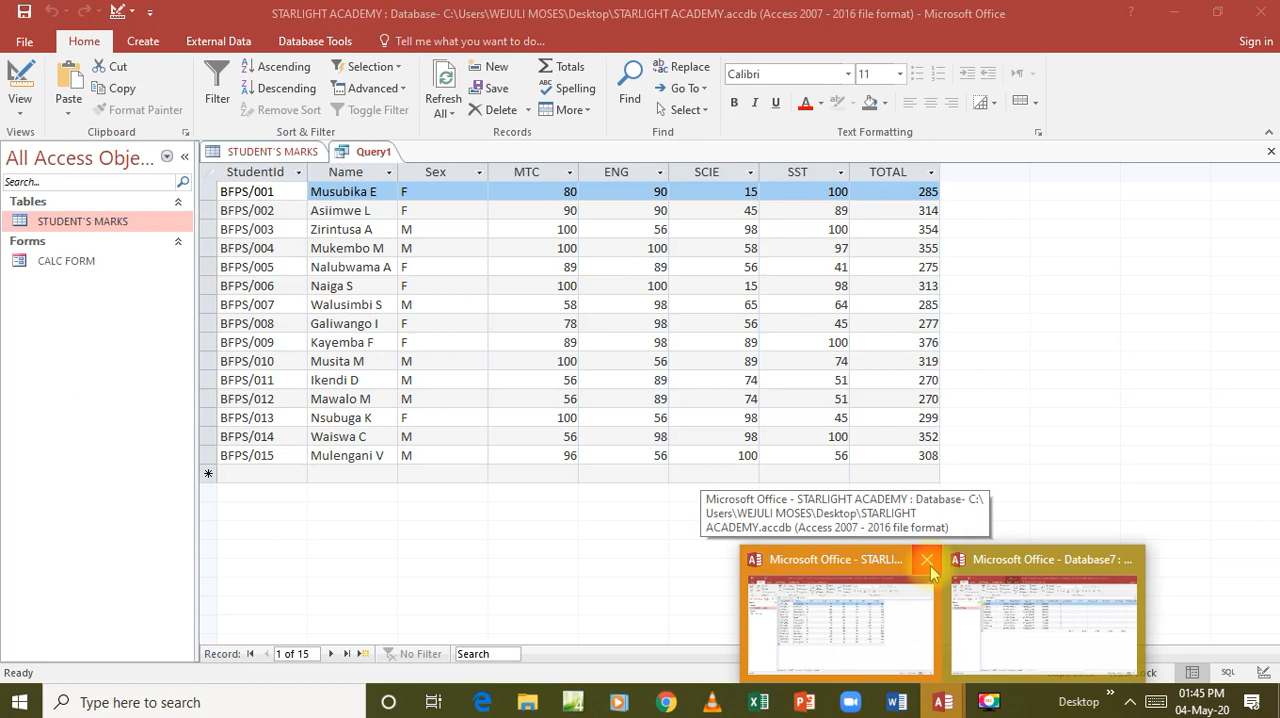 STARLIGHT ACADEMY : Database- C:\Users\WEJULI MOSES\Desktop\STARLIGHT ACADEMY.accdb (Access 2007 - 2016 file format) - Microsoft Office
File Home Create External Data Database Tools Tell me what you want to do... Sign in
Cut Ascending Selection New Totals Replace Calibri 11
Copy Descending Advanced Save Spelling Go To
Format Painter Remove Sort Toggle Filter Delete More Select
View Paste Filter Refresh All Find
Views Clipboard Sort & Filter Records Find Text Formatting
All Access Obje... STUDENT'S MARKS Query1
Search...
Tables
STUDENT'S MARKS
Forms
CALC FORM
StudentId Name Sex MTC ENG SCIE SST TOTAL
BFPS/001 Musubika E F 80 90 15 100 285
BFPS/002 Asiimwe L F 90 90 45 89 314
BFPS/003 Zirintusa A M 100 56 98 100 354
BFPS/004 Mukembo M M 100 100 58 97 355
BFPS/005 Nalubwama A F 89 89 56 41 275
BFPS/006 Naiga S F 100 100 15 98 313
BFPS/007 Walusimbi S M 58 98 65 64 285
BFPS/008 Galiwango I F 78 98 56 45 277
BFPS/009 Kayemba F F 89 98 89 100 376
BFPS/010 Musita M M 100 56 89 74 319
BFPS/011 Ikendi D M 56 89 74 51 270
BFPS/012 Mawalo M M 56 89 74 51 270
BFPS/013 Nsubuga K F 100 56 98 45 299
BFPS/014 Waiswa C M 56 98 98 100 352
BFPS/015 Mulengani V M 96 56 100 56 308
Microsoft Office - STARLIGHT ACADEMY : Database- C:\
Users\WEJULI MOSES\Desktop\STARLIGHT
ACADEMY.accdb (Access 2007 - 2016 file format)
Microsoft Office - STARLI... Microsoft Office - Database7 : ...
Record: 1 of 15 No Filter Search
Ready SQL
Type here to search Desktop 01:45 PM
04-May-20